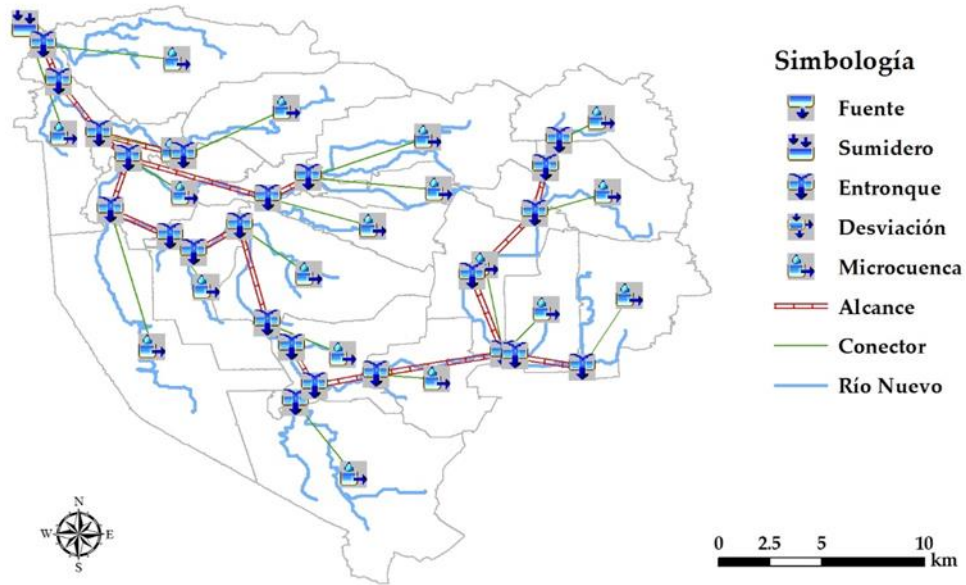 Simbología
Fuente
Sumidero
Entronque
Desviación
Microcuenca
Alcance
Conector
Río Nuevo
N
W E
S
0 2.5 5 10 km